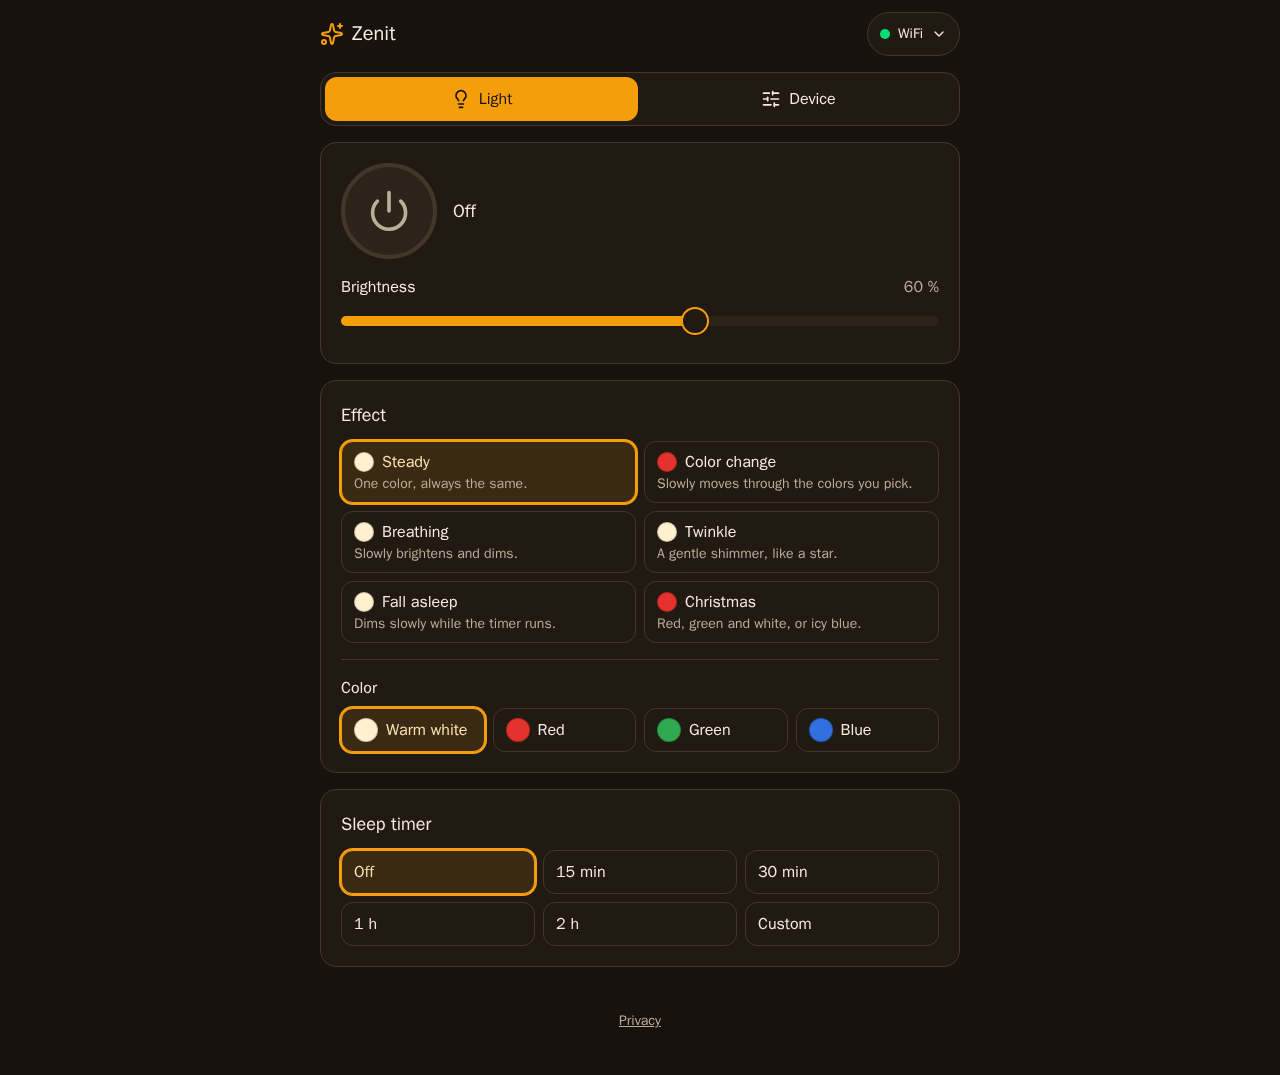 Zenit
WiFi
Light
Device
Off
Brightness
60 %
Effect
Steady
One color, always the same.
Color change
Slowly moves through the colors you pick.
Breathing
Slowly brightens and dims.
Twinkle
A gentle shimmer, like a star.
Fall asleep
Dims slowly while the timer runs.
Christmas
Red, green and white, or icy blue.
Color
Warm white
Red
Green
Blue
Sleep timer
Off
15 min
30 min
1 h
2 h
Custom
Privacy